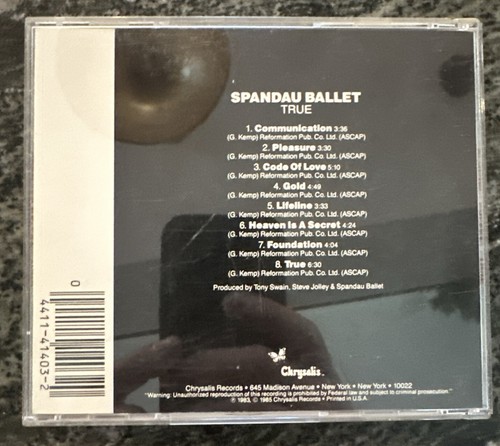 SPANDAU BALLET
TRUE
1. Communication 3:36
(G. Kemp) Reformation Pub. Co. Ltd. (ASCAP)
2. Pleasure 3:30
(G. Kemp) Reformation Pub. Co. Ltd. (ASCAP)
3. Code Of Love 5:10
(G. Kemp) Reformation Pub. Co. Ltd. (ASCAP)
4. Gold 4:49
(G. Kemp) Reformation Pub. Co. Ltd. (ASCAP)
5. Lifeline 3:33
(G. Kemp) Reformation Pub. Co. Ltd. (ASCAP)
6. Heaven Is A Secret 4:24
(G. Kemp) Reformation Pub. Co. Ltd. (ASCAP)
7. Foundation 4:04
(G. Kemp) Reformation Pub. Co. Ltd. (ASCAP)
8. True 6:30
(G. Kemp) Reformation Pub. Co. Ltd. (ASCAP)
Produced by Tony Swain, Steve Jolley & Spandau Ballet
0
4411-41403-2
Chrysalis
Chrysalis Records • 645 Madison Avenue • New York • New York • 10022
"Warning: Unauthorized reproduction of this recording is prohibited by Federal law and subject to criminal prosecution."
℗ 1983, © 1985 Chrysalis Records • Printed in U.S.A.